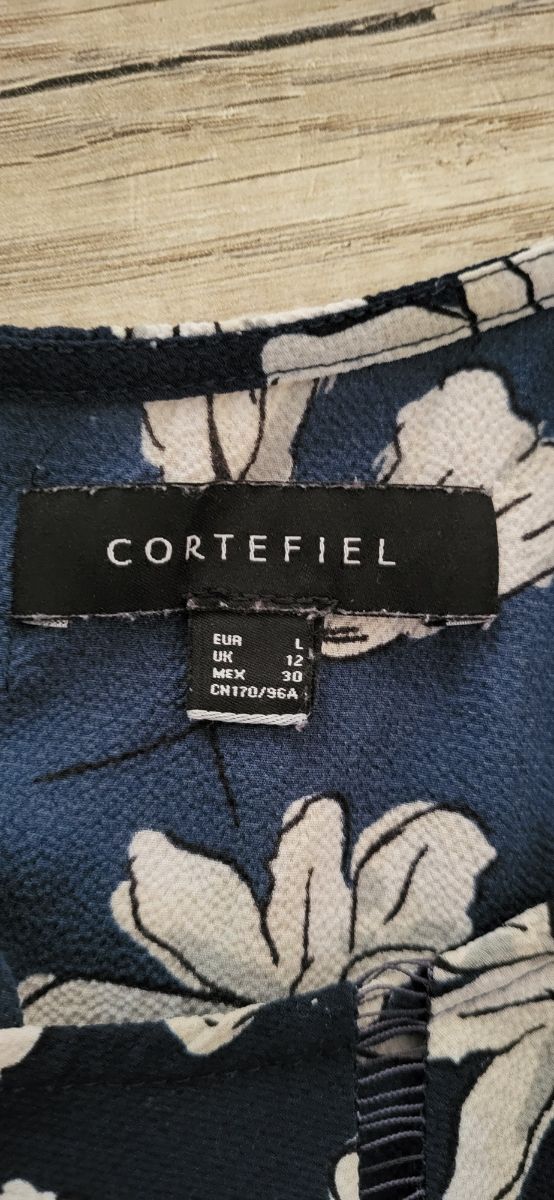 CORTEFIEL
EUR L
UK 12
MEX 30
CN170/96A